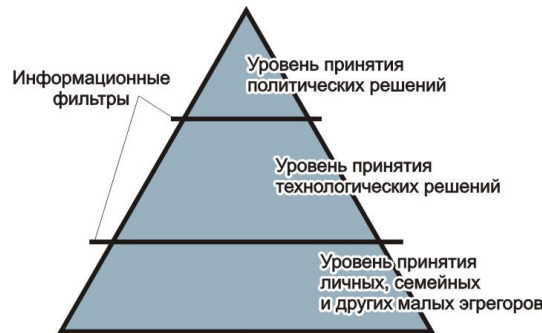 Информационные
фильтры
Уровень принятия
политических решений
Уровень принятия
технологических решений
Уровень принятия
личных, семейных
и других малых эгрегоров